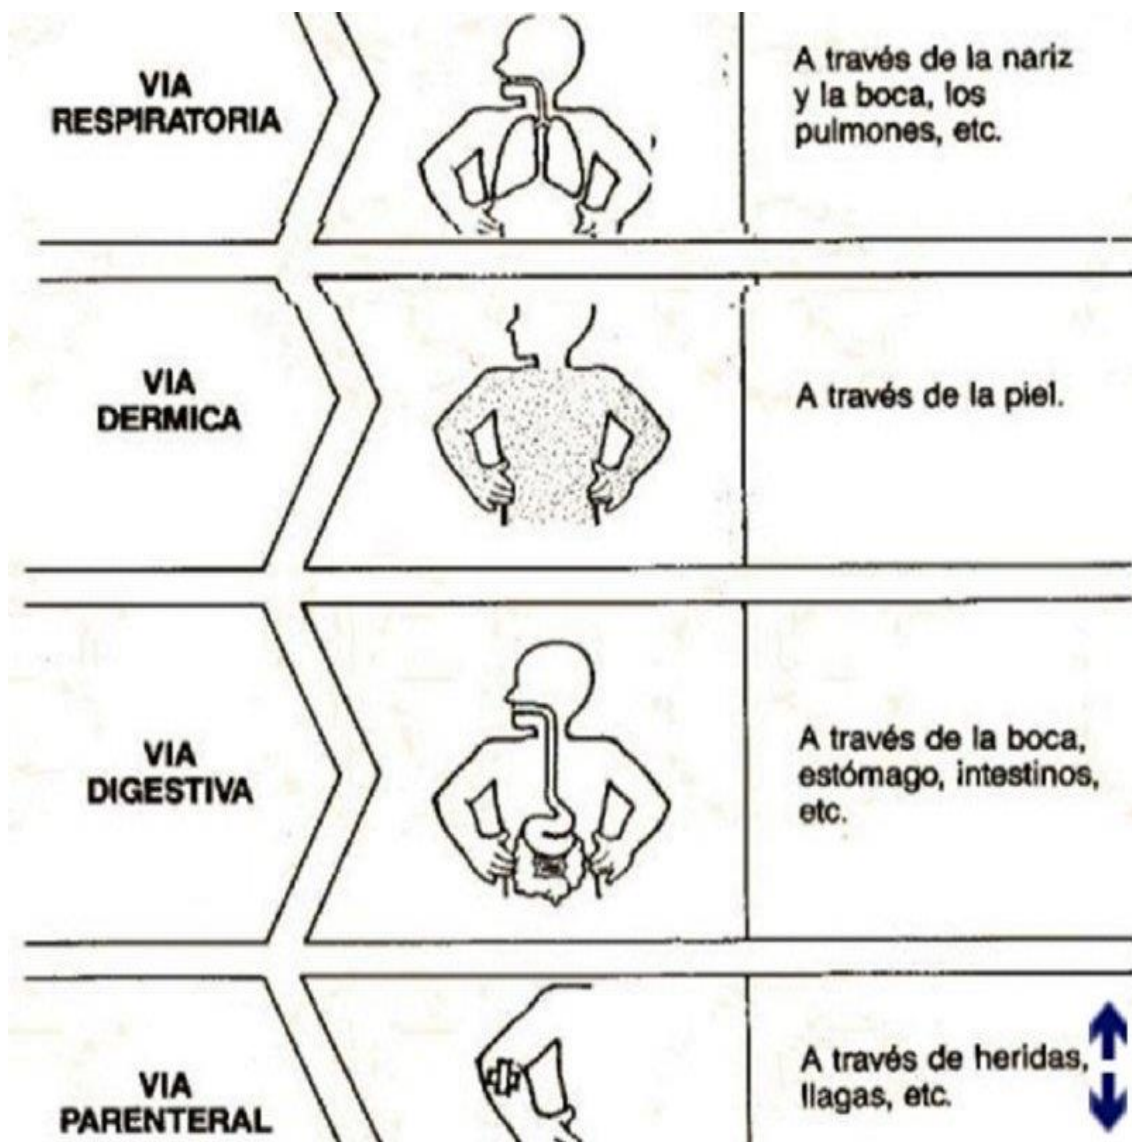 VIA
RESPIRATORIA
A través de la nariz
y la boca, los
pulmones, etc.
VIA
DERMICA
A través de la piel.
VIA
DIGESTIVA
A través de la boca,
estómago, intestinos,
etc.
VIA
PARENTERAL
A través de heridas,
llagas, etc.